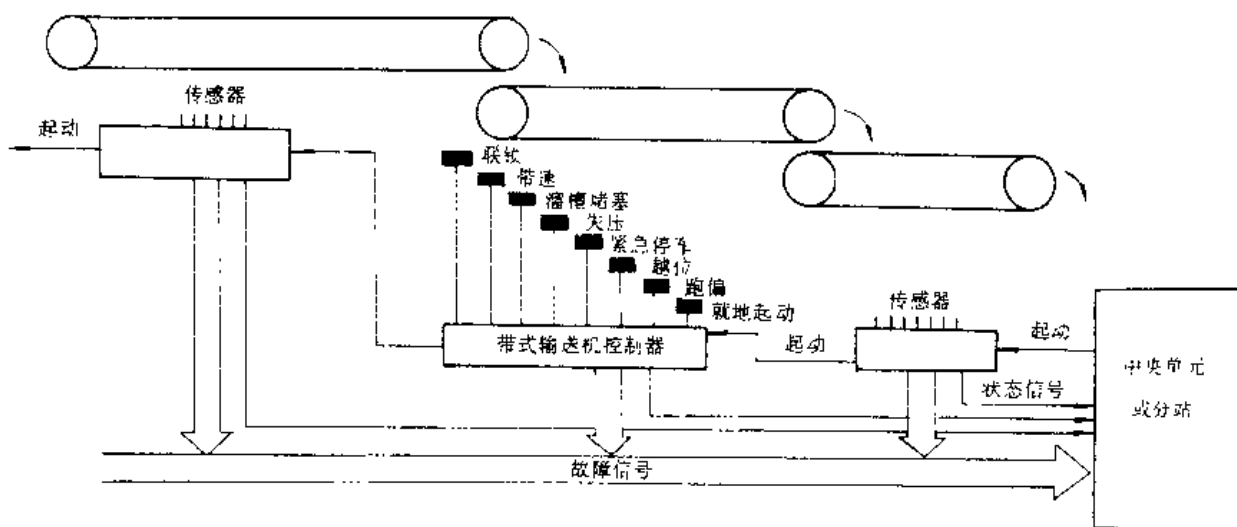 传感器
起动
联锁
带速
溜槽堵塞
失压
紧急停车
越位
跑偏
就地起动
传感器
带式输送机控制器
起动
起动
中央单元
或分站
状态信号
故障信号